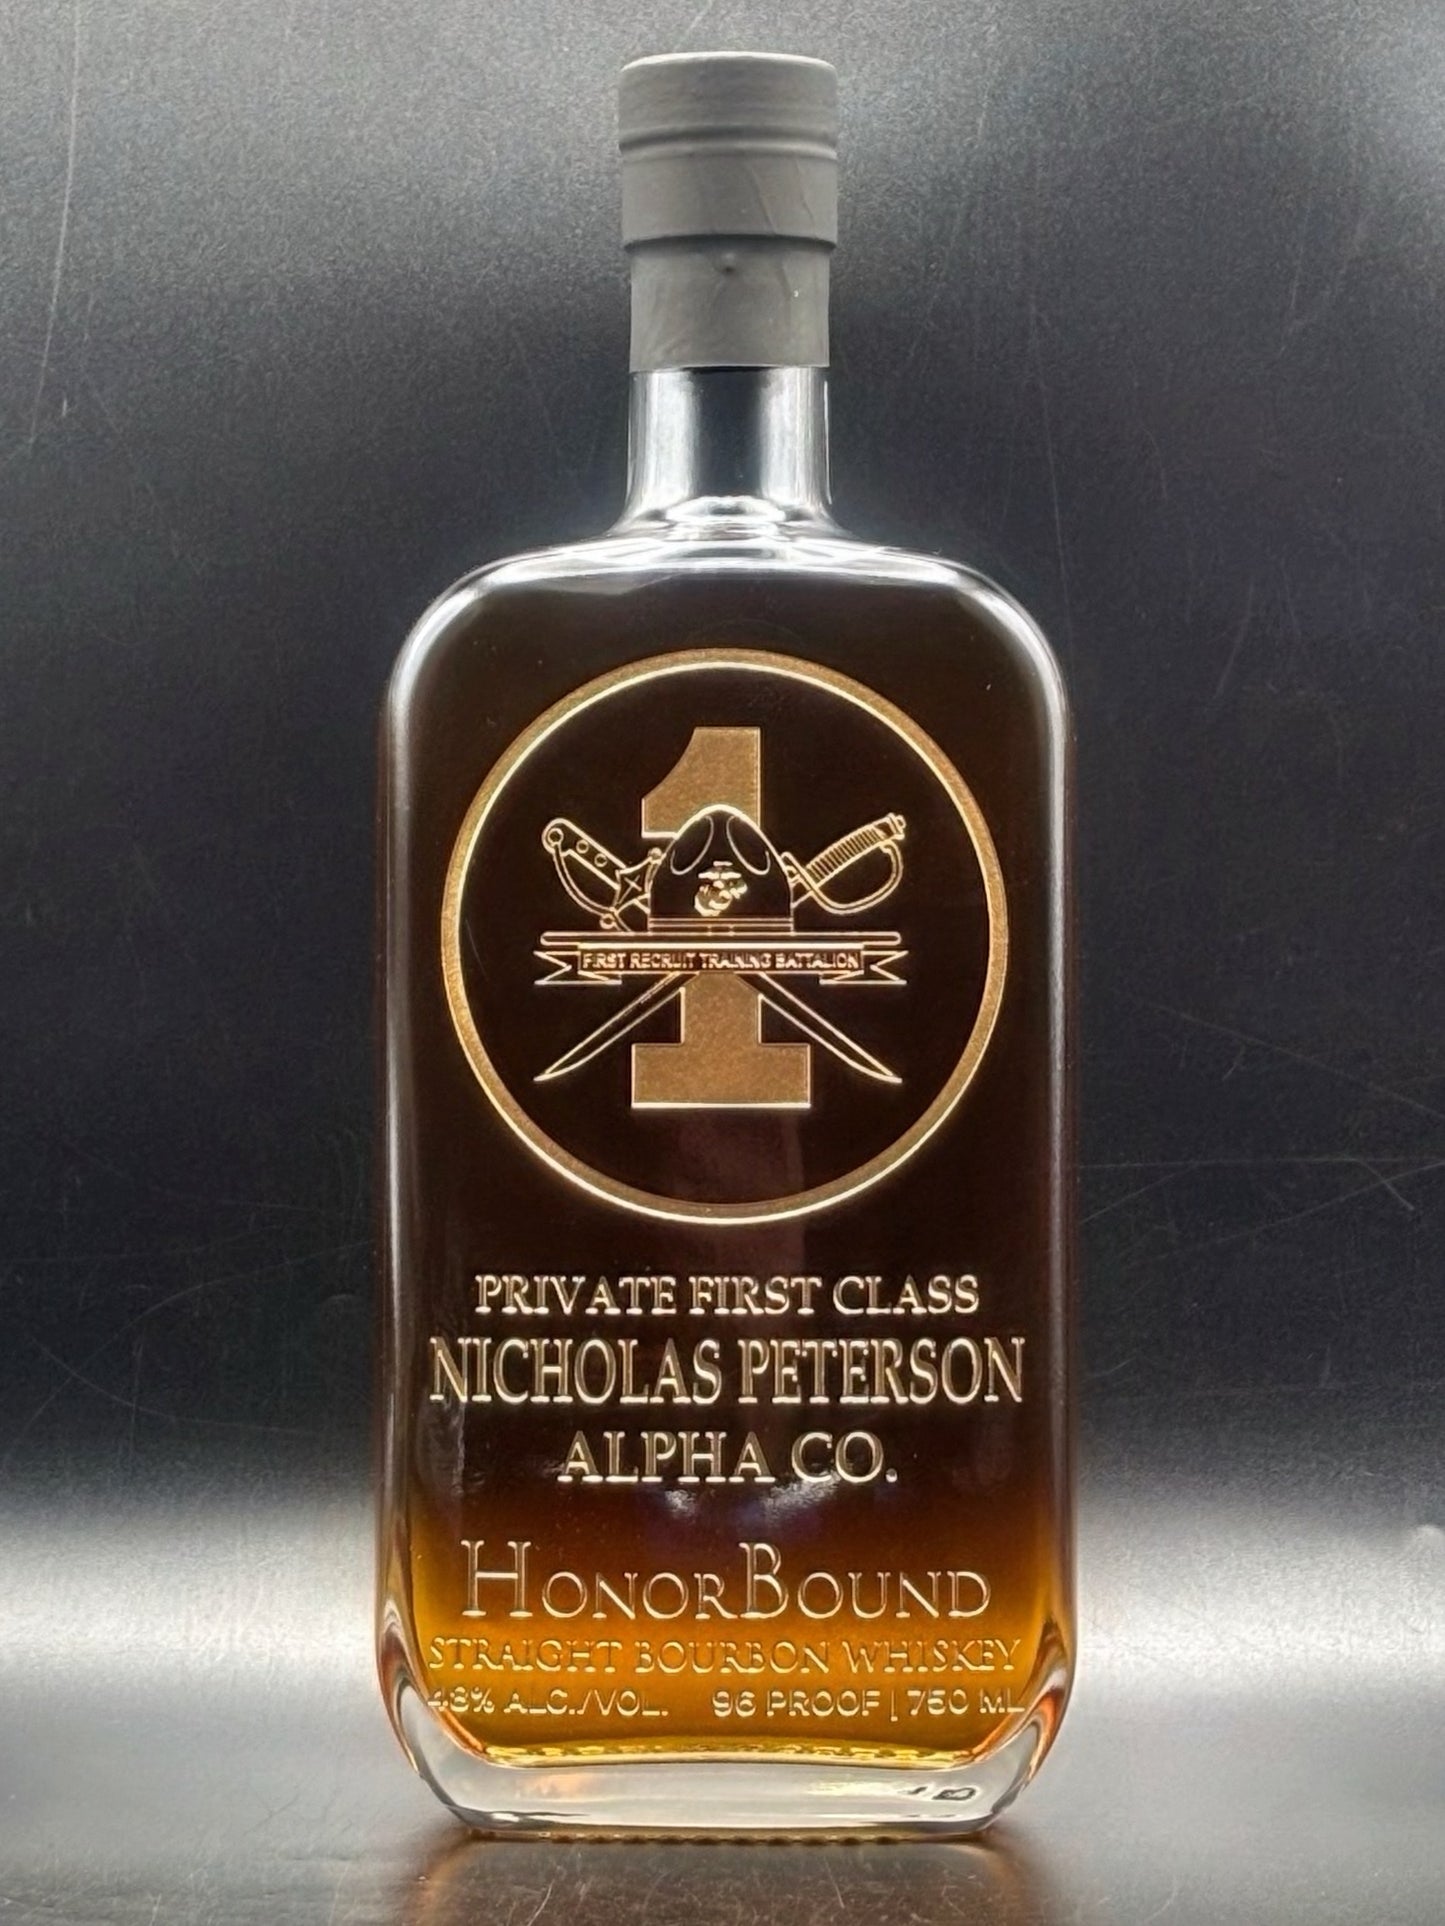 1
FIRST RECRUIT TRAINING BATTALION
PRIVATE FIRST CLASS
NICHOLAS PETERSON
ALPHA CO.
HONORBOUND
STRAIGHT BOURBON WHISKEY
48% ALC./VOL. 96 PROOF | 750 ML